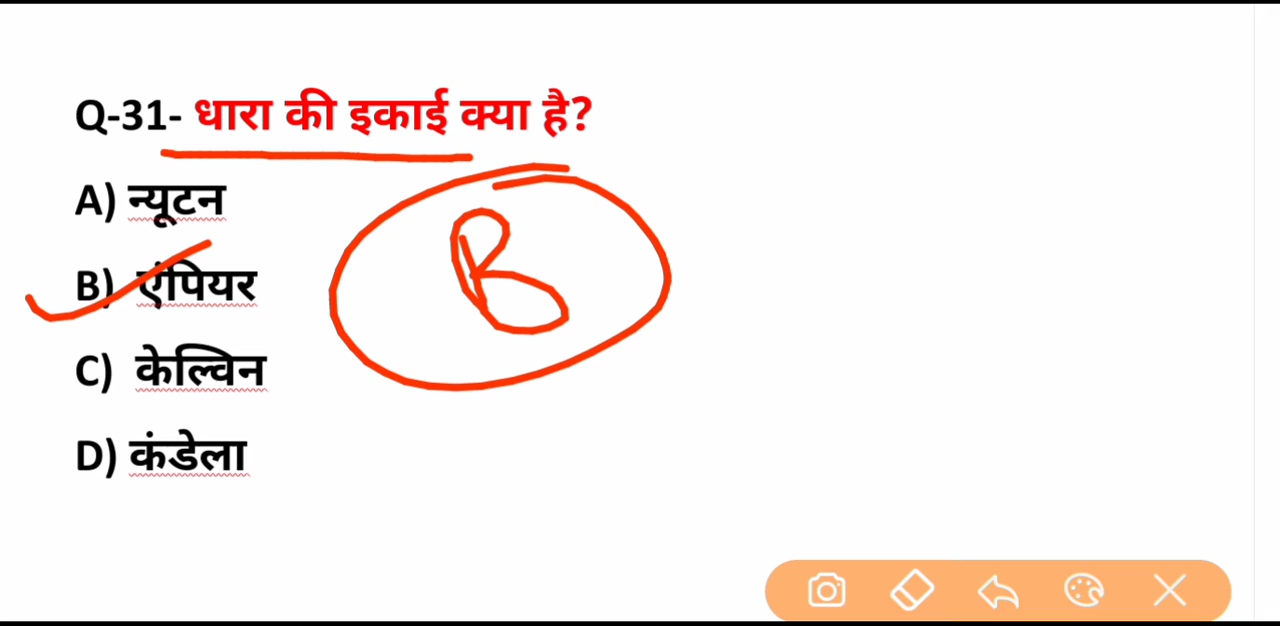 Q-31- धारा की इकाई क्या है?
A) न्यूटन
B) एंपियर
B
C) केल्विन
D) कंडेला